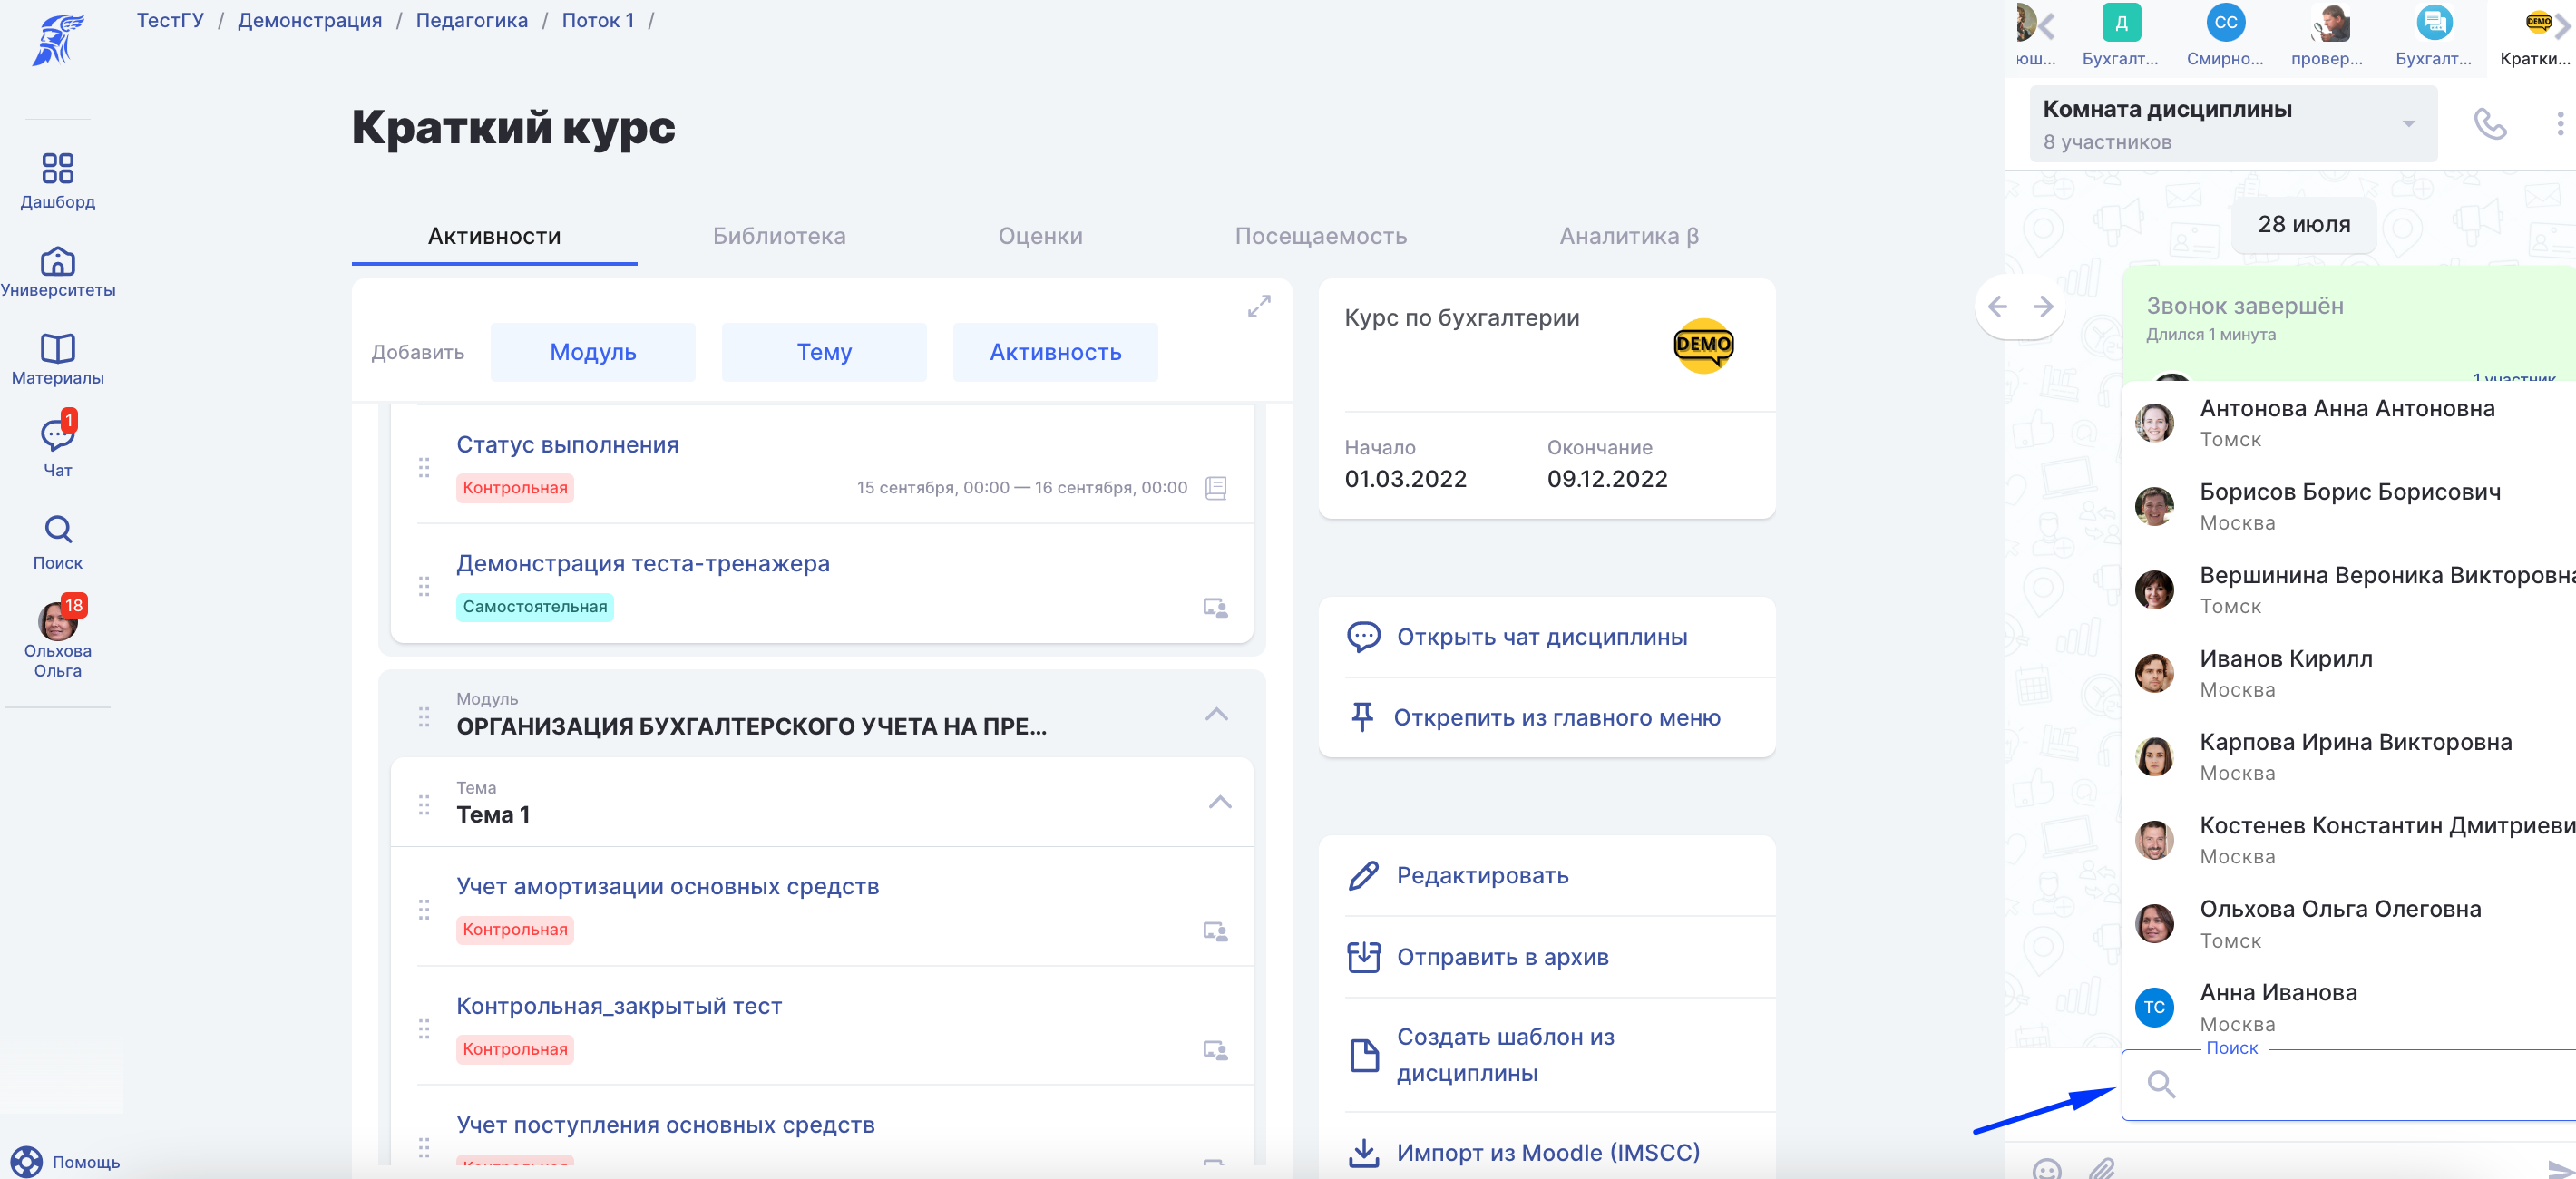 ТестГУ / Демонстрация / Педагогика / Поток 1 /
Дашборд
Университеты
Материалы
1
Чат
Поиск
18
Ольхова
Ольга
Помощь
Краткий курс
Активности
Библиотека
Оценки
Посещаемость
Аналитика β
Добавить
Модуль
Тему
Активность
Статус выполнения
Контрольная
15 сентября, 00:00 — 16 сентября, 00:00
Демонстрация теста-тренажера
Самостоятельная
Модуль
ОРГАНИЗАЦИЯ БУХГАЛТЕРСКОГО УЧЕТА НА ПРЕ...
Тема
Тема 1
Учет амортизации основных средств
Контрольная
Контрольная_закрытый тест
Контрольная
Учет поступления основных средств
Курс по бухгалтерии
DEMO
Начало
01.03.2022
Окончание
09.12.2022
Открыть чат дисциплины
Открепить из главного меню
Редактировать
Отправить в архив
Создать шаблон из
дисциплины
Импорт из Moodle (IMSCC)
юш...
Д
Бухгалт...
СС
Смирно...
провер...
Бухгалт...
DEMO
Кратки...
Комната дисциплины
8 участников
28 июля
Звонок завершён
Длился 1 минута
1 участник
Антонова Анна Антоновна
Томск
Борисов Борис Борисович
Москва
Вершинина Вероника Викторовна
Томск
Иванов Кирилл
Москва
Карпова Ирина Викторовна
Москва
Костенев Константин Дмитриеви
Москва
Ольхова Ольга Олеговна
Томск
ТС
Анна Иванова
Москва
Поиск